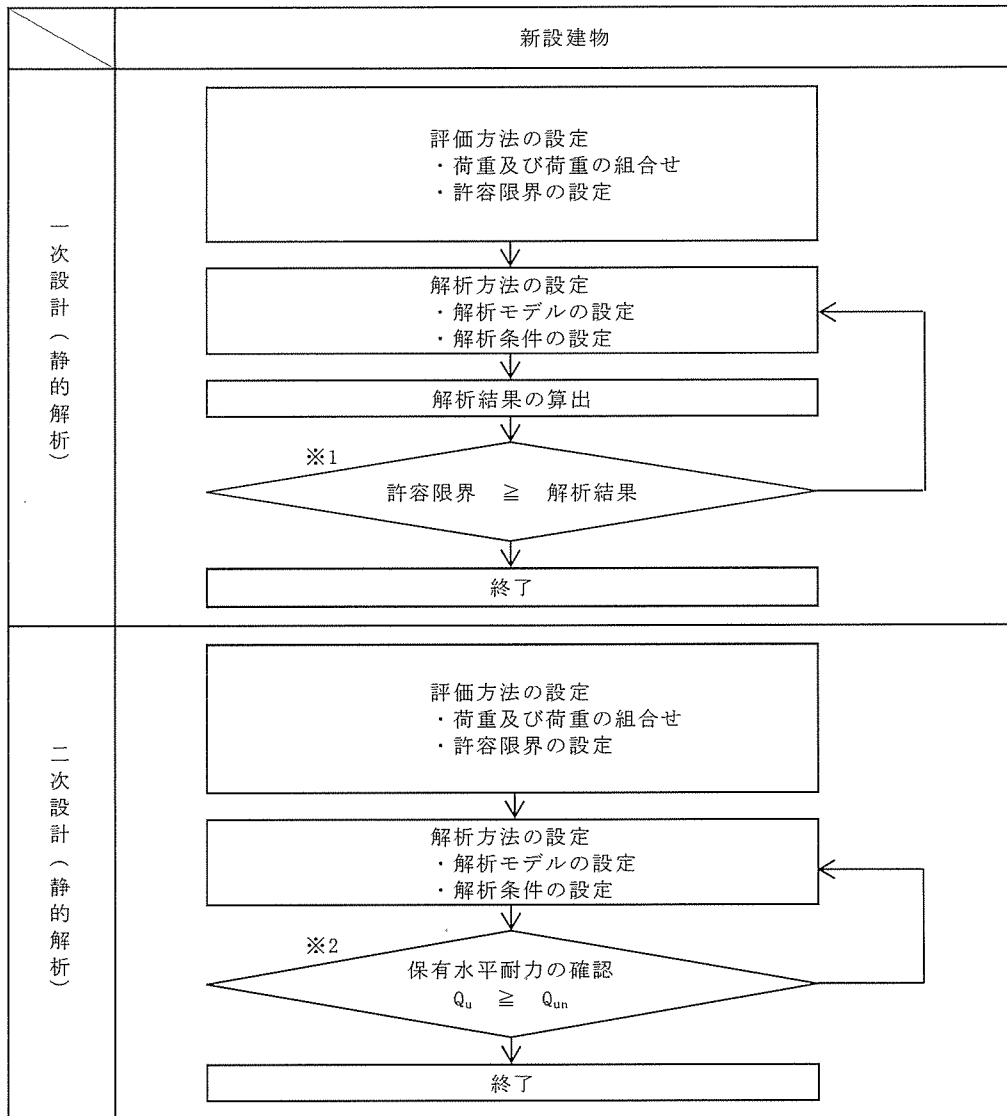 新設建物
一次設計(静的解析)
評価方法の設定
・荷重及び荷重の組合せ
・許容限界の設定
解析方法の設定
・解析モデルの設定
・解析条件の設定
解析結果の算出
※1
許容限界 ≧ 解析結果
終了
二次設計(静的解析)
評価方法の設定
・荷重及び荷重の組合せ
・許容限界の設定
解析方法の設定
・解析モデルの設定
・解析条件の設定
※2
保有水平耐力の確認
Qu ≧ Qun
終了